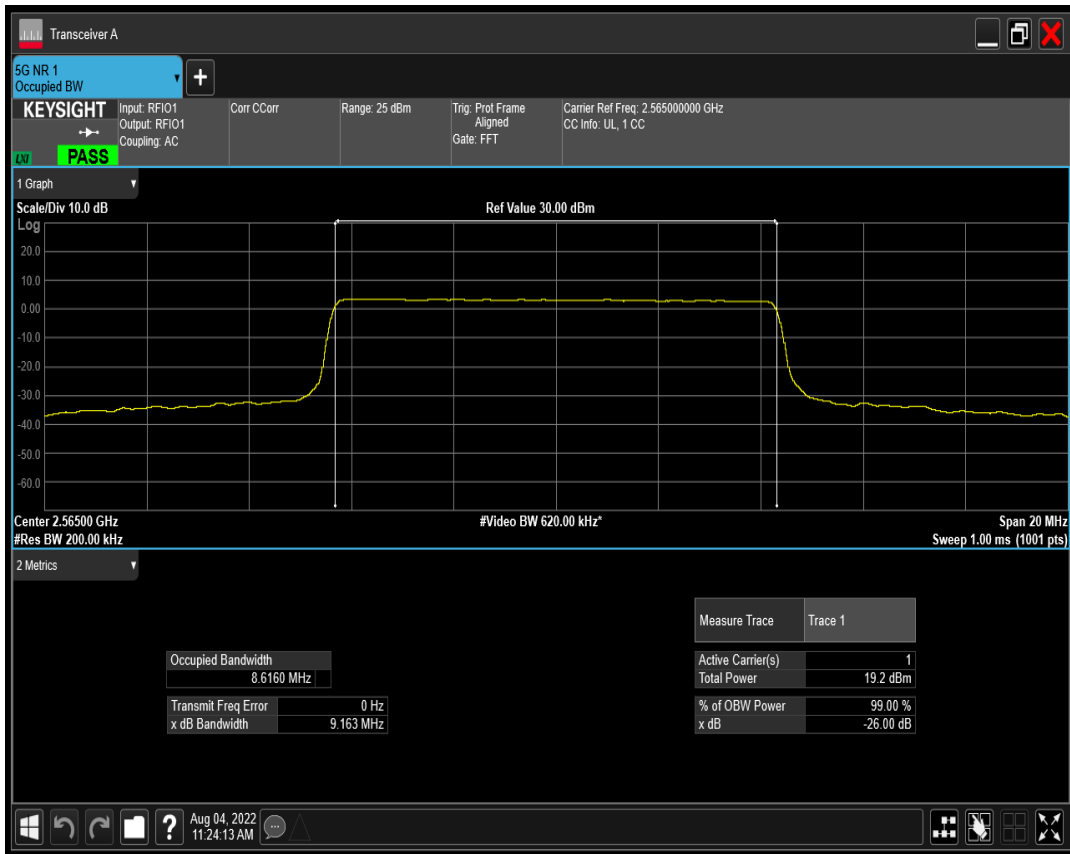 Transceiver A
5G NR 1
Occupied BW
+
KEYSIGHT
LXI
PASS
Input: RFIO1
Output: RFIO1
Coupling: AC
Corr CCorr
Range: 25 dBm
Trig: Prot Frame
Aligned
Gate: FFT
Carrier Ref Freq: 2.565000000 GHz
CC Info: UL, 1 CC
1 Graph
Scale/Div 10.0 dB
Ref Value 30.00 dBm
Log
20.0
10.0
0.00
-10.0
-20.0
-30.0
-40.0
-50.0
-60.0
Center 2.56500 GHz
#Video BW 620.00 kHz*
Span 20 MHz
#Res BW 200.00 kHz
Sweep 1.00 ms (1001 pts)
2 Metrics
Measure Trace Trace 1
Occupied Bandwidth
8.6160 MHz
Active Carrier(s) 1
Total Power 19.2 dBm
Transmit Freq Error 0 Hz
x dB Bandwidth 9.163 MHz
% of OBW Power 99.00 %
x dB -26.00 dB
?
Aug 04, 2022
11:24:13 AM